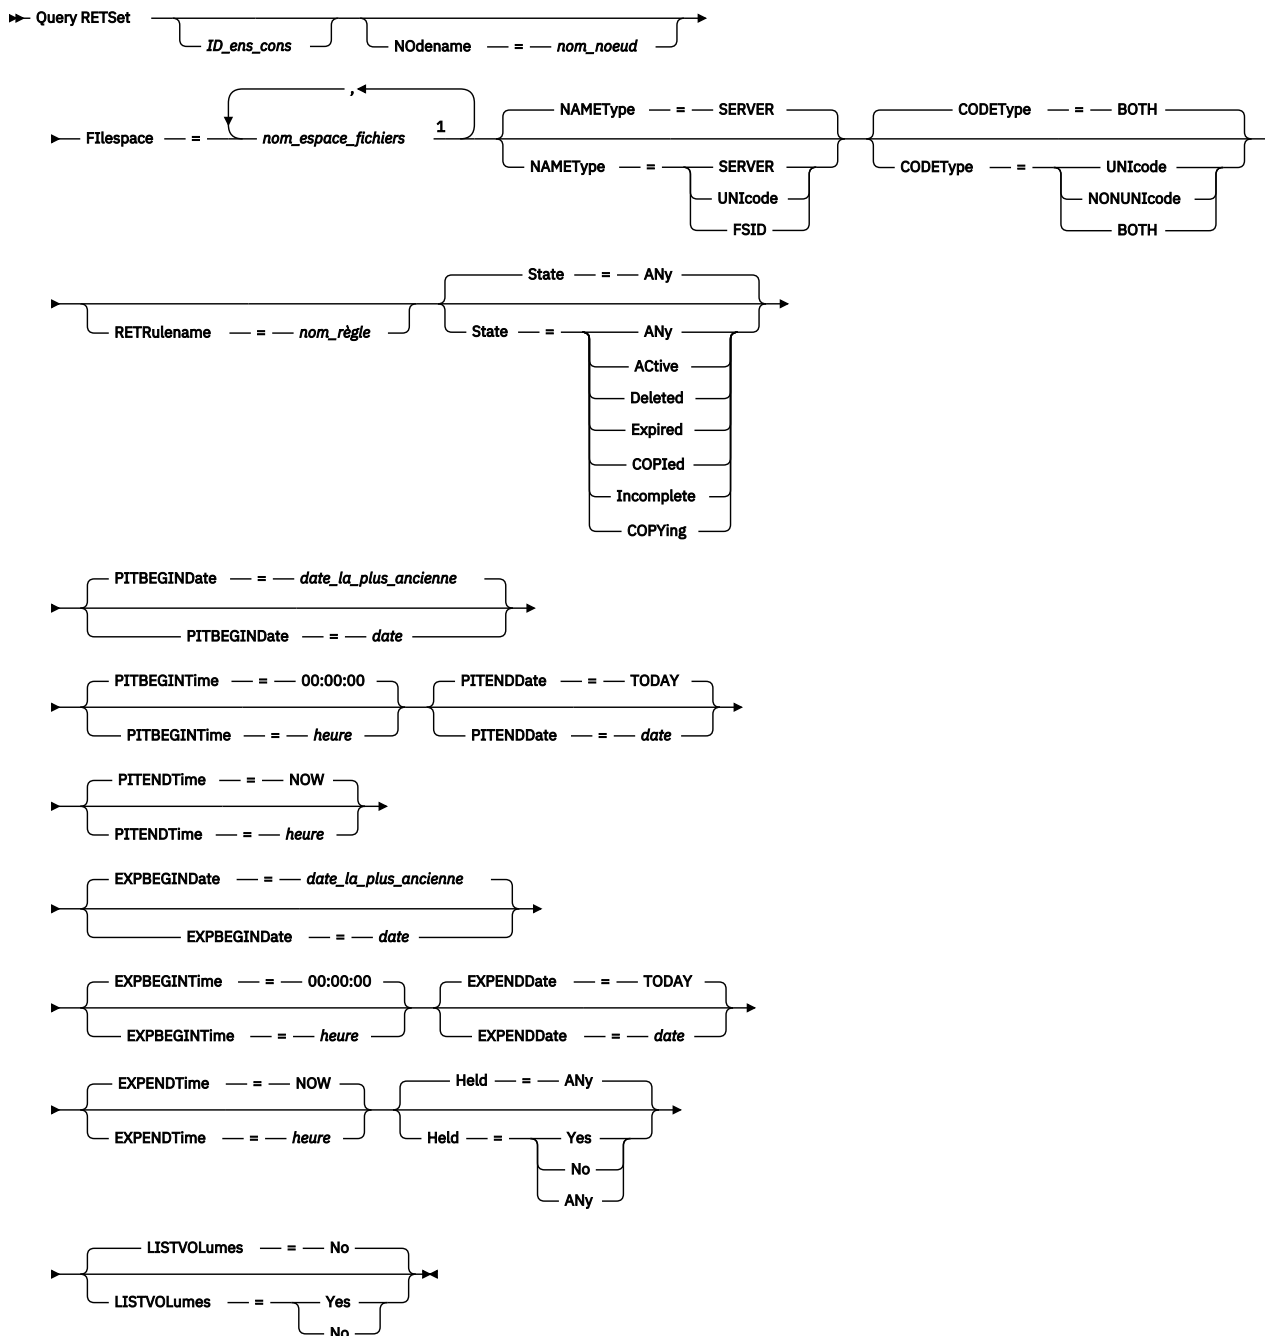 Query RETSet
ID_ens_cons
NOdename = nom_noeud
,
FIlespace = nom_espace_fichiers 1
NAMEType = SERVER
NAMEType = SERVER
UNIcode
FSID
CODEType = BOTH
CODEType = UNIcode
NONUNIcode
BOTH
RETRulename = nom_règle
State = ANy
State = ANy
ACtive
Deleted
Expired
COPIed
Incomplete
COPYing
PITBEGINDate = date_la_plus_ancienne
PITBEGINDate = date
PITBEGINTime = 00:00:00
PITBEGINTime = heure
PITENDDate = TODAY
PITENDDate = date
PITENDTime = NOW
PITENDTime = heure
EXPBEGINDate = date_la_plus_ancienne
EXPBEGINDate = date
EXPBEGINTime = 00:00:00
EXPBEGINTime = heure
EXPENDDate = TODAY
EXPENDDate = date
EXPENDTime = NOW
EXPENDTime = heure
Held = ANy
Held = Yes
No
ANy
LISTVOLumes = No
LISTVOLumes = Yes
No